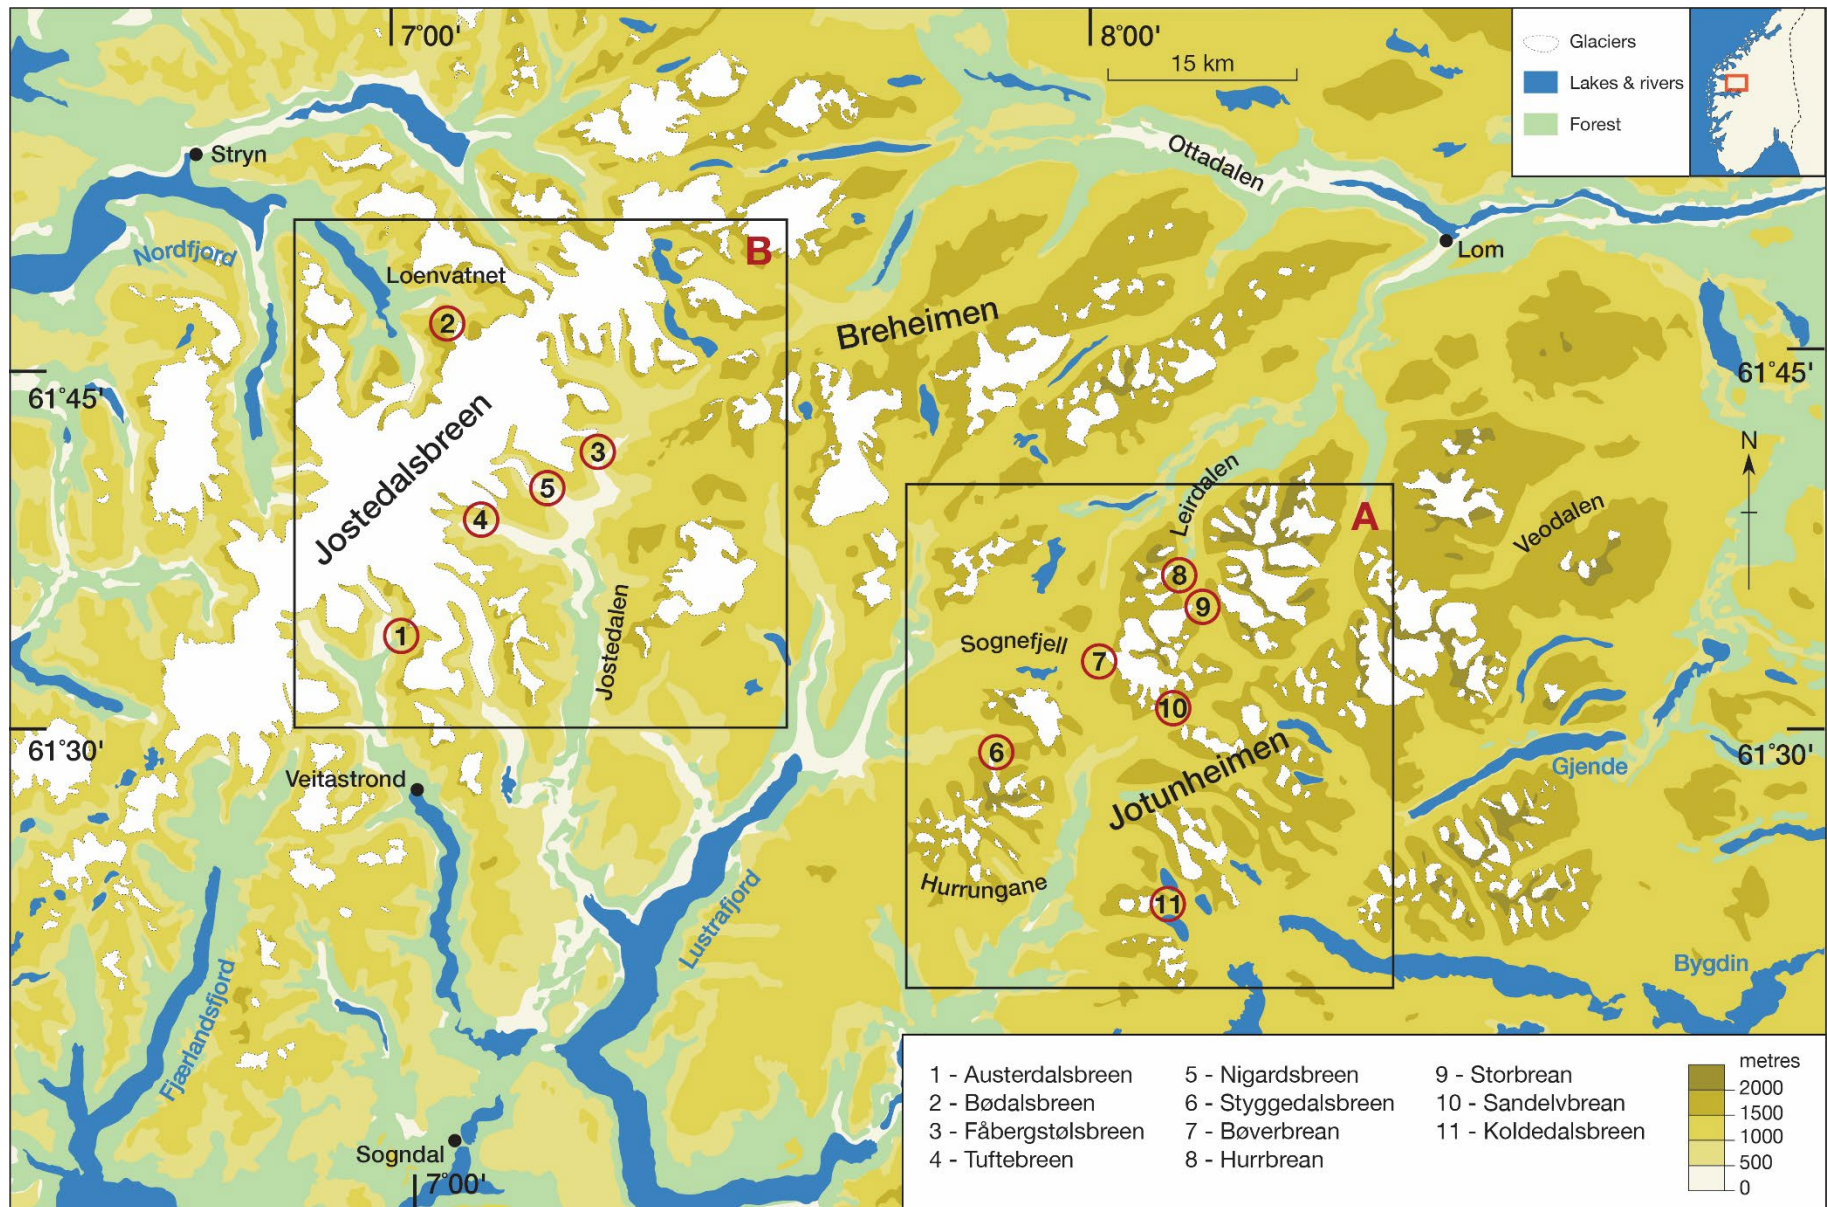 7°00'
8°00'
15 km
Glaciers
Lakes & rivers
Forest
Stryn
Ottadalen
Lom
Nordfjord
B
Loenvatnet
2
Breheimen
61°45'
61°45'
Jostedalsbreen
3
5
4
N
Leirdalen
A
Veodalen
8
9
1
Jostedalen
Sognefjell
7
10
6
61°30'
61°30'
Veitastrond
Gjende
Jotunheimen
Hurrungane
11
Lustrafjord
Bygdin
Fjærlandsfjord
Sogndal
7°00'
1 - Austerdalsbreen
2 - Bødalsbreen
3 - Fåbergstølsbreen
4 - Tuftebreen
5 - Nigardsbreen
6 - Styggedalsbreen
7 - Bøverbrean
8 - Hurrbrean
9 - Storbrean
10 - Sandelvbrean
11 - Koldedalsbreen
metres
2000
1500
1000
500
0